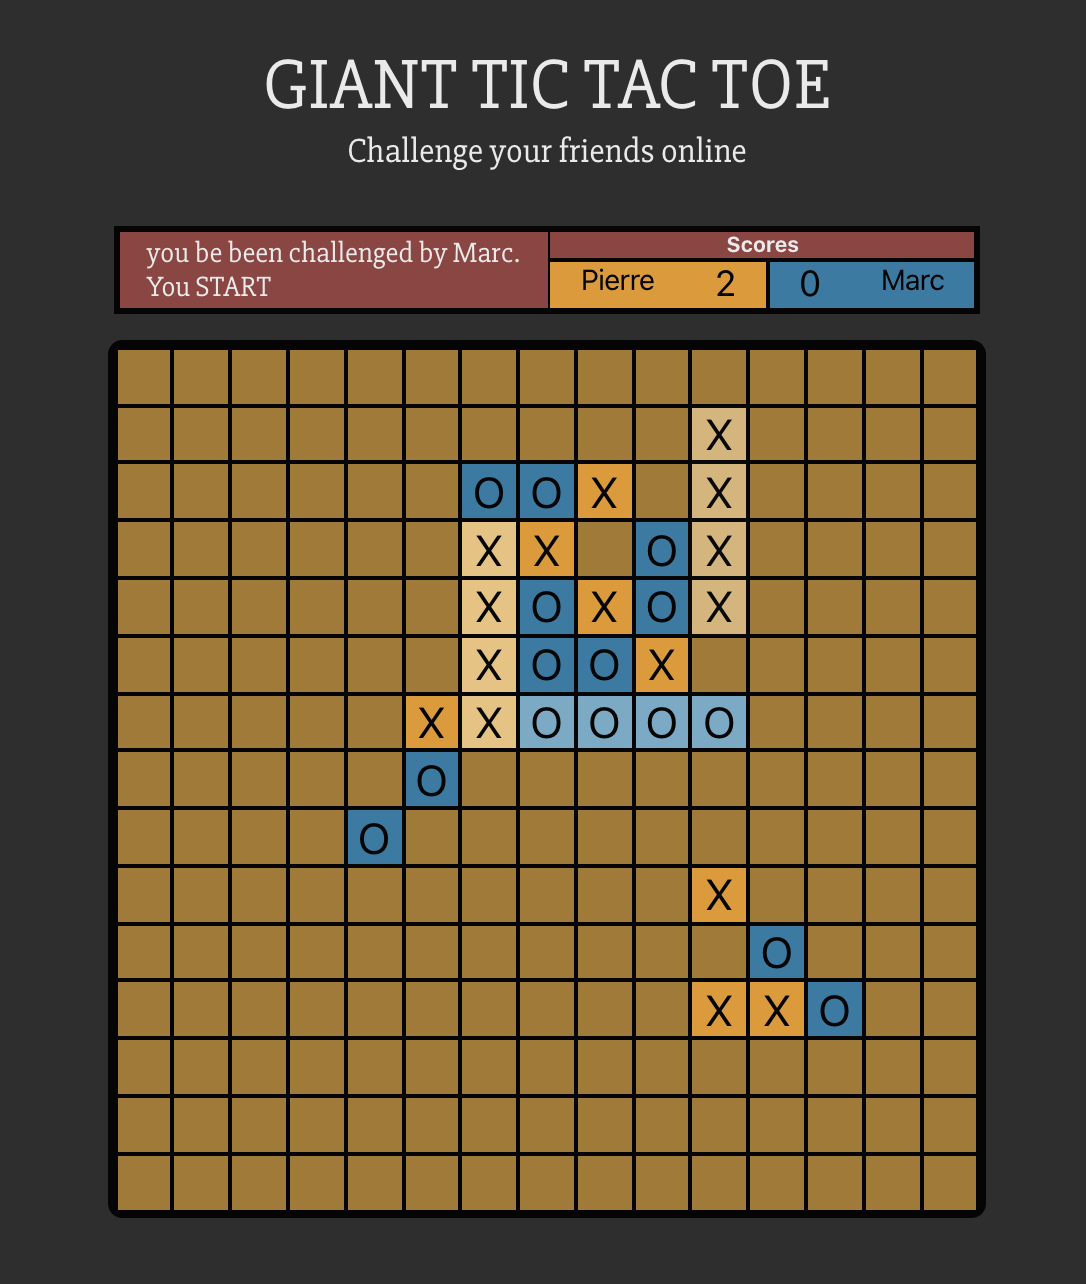 GIANT TIC TAC TOE
Challenge your friends online
you be been challenged by Marc.
You START
Scores
Pierre 2 0 Marc
X
O O X X
X X O X
X O X O X
X O O X
X X O O O O
O
O
X
O
X X O